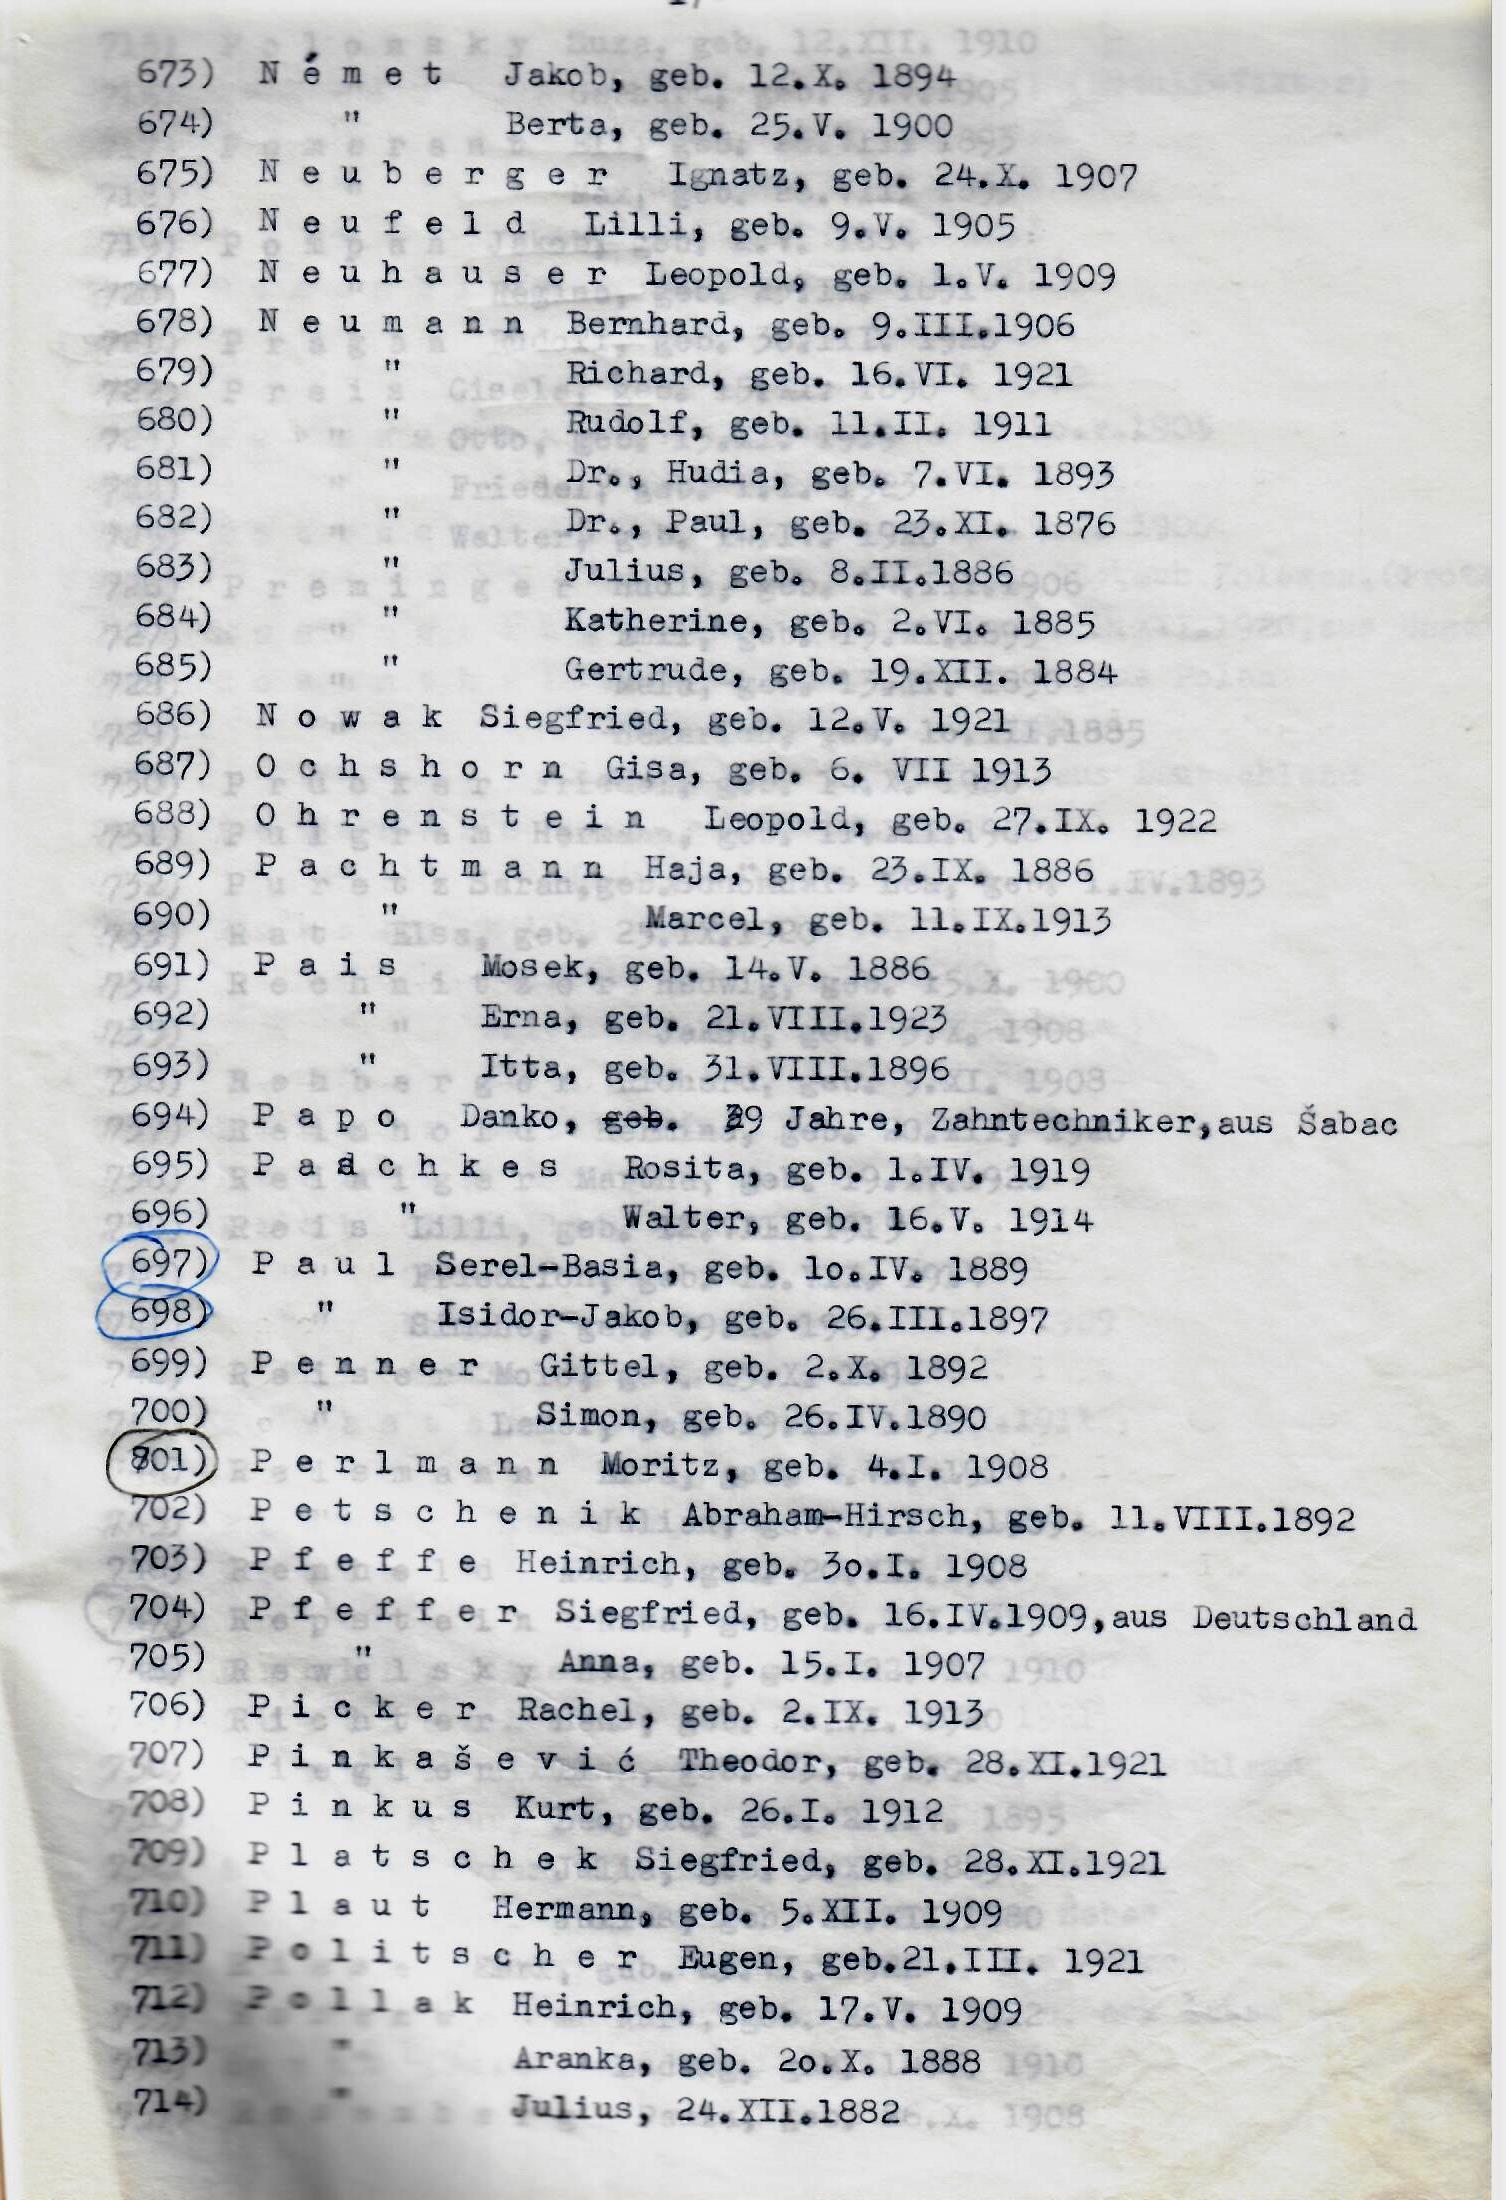 17
673) N é m e t Jakob, geb. 12.X. 1894
674) " Berta, geb. 25.V. 1900
675) N e u b e r g e r Ignatz, geb. 24.X. 1907
676) N e u f e l d Lilli, geb. 9.V. 1905
677) N e u h a u s e r Leopold, geb. 1.V. 1909
678) N e u m a n n Bernhard, geb. 9.III.1906
679) " Richard, geb. 16.VI. 1921
680) " Rudolf, geb. 11.II. 1911
681) " Dr., Hudia, geb. 7.VI. 1893
682) " Dr., Paul, geb. 23.XI. 1876
683) " Julius, geb. 8.II.1886
684) " Katherine, geb. 2.VI. 1885
685) " Gertrude, geb. 19.XII. 1884
686) N o w a k Siegfried, geb. 12.V. 1921
687) O c h s h o r n Gisa, geb. 6. VII 1913
688) O h r e n s t e i n Leopold, geb. 27.IX. 1922
689) P a c h t m a n n Haja, geb. 23.IX. 1886
690) " Marcel, geb. 11.IX.1913
691) P a i s Mosek, geb. 14.V. 1886
692) " Erna, geb. 21.VIII.1923
693) " Itta, geb. 31.VIII.1896
694) P a p o Danko, geb. 29 Jahre, Zahntechniker,aus Šabac
695) P a s c h k e s Rosita, geb. 1.IV. 1919
696) " Walter, geb. 16.V. 1914
697) P a u l Serel-Basia, geb. 1o.IV. 1889
698) " Isidor-Jakob, geb. 26.III.1897
699) P e n n e r Gittel, geb. 2.X. 1892
700) " Simon, geb. 26.IV.1890
701) P e r l m a n n Moritz, geb. 4.I. 1908
702) P e t s c h e n i k Abraham-Hirsch, geb. 11.VIII.1892
703) P f e f f e Heinrich, geb. 3o.I. 1908
704) P f e f f e r Siegfried, geb. 16.IV.1909,aus Deutschland
705) " Anna, geb. 15.I. 1907
706) P i c k e r Rachel, geb. 2.IX. 1913
707) P i n k a š e v i ć Theodor, geb. 28.XI.1921
708) P i n k u s Kurt, geb. 26.I. 1912
709) P l a t s c h e k Siegfried, geb. 28.XI.1921
710) P l a u t Hermann, geb. 5.XII. 1909
711) P o l i t s c h e r Eugen, geb.21.III. 1921
712) P o l l a k Heinrich, geb. 17.V. 1909
713) " Aranka, geb. 2o.X. 1888
714) " Julius, 24.XII.1882